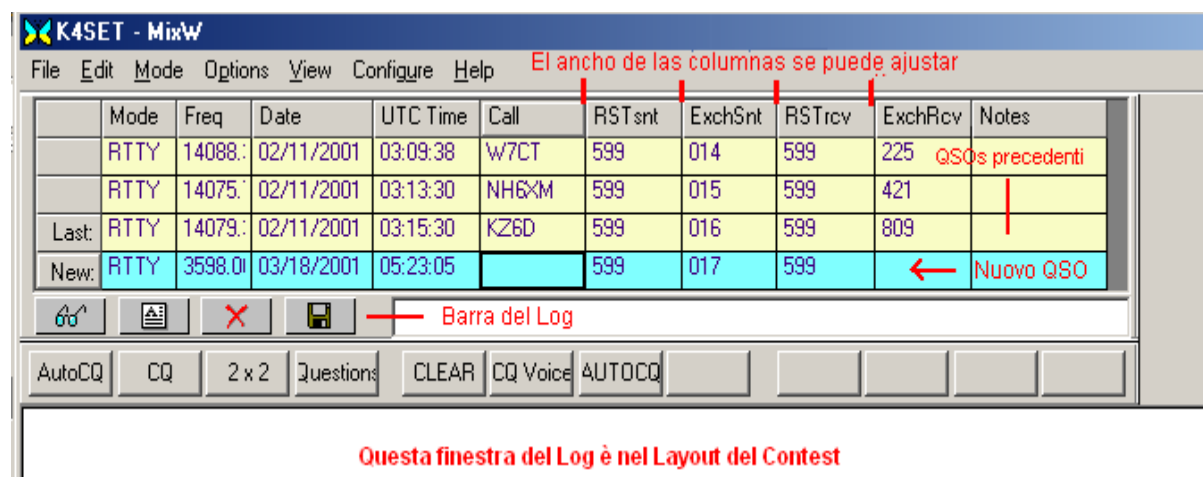 K4SET - MixW
File Edit Mode Options View Configure Help
El ancho de las columnas se puede ajustar
Mode Freq Date UTC Time Call RSTsnt ExchSnt RSTrcv ExchRcv Notes
RTTY 14088. 02/11/2001 03:09:38 W7CT 599 014 599 225
QSOs precedenti
RTTY 14075. 02/11/2001 03:13:30 NH6XM 599 015 599 421
Last: RTTY 14079. 02/11/2001 03:15:30 KZ6D 599 016 599 809
New: RTTY 3598.0 03/18/2001 05:23:05 599 017 599
Nuovo QSO
Barra del Log
AutoCQ CQ 2 x 2 Questions CLEAR CQ Voice AUTOCQ
Questa finestra del Log è nel Layout del Contest